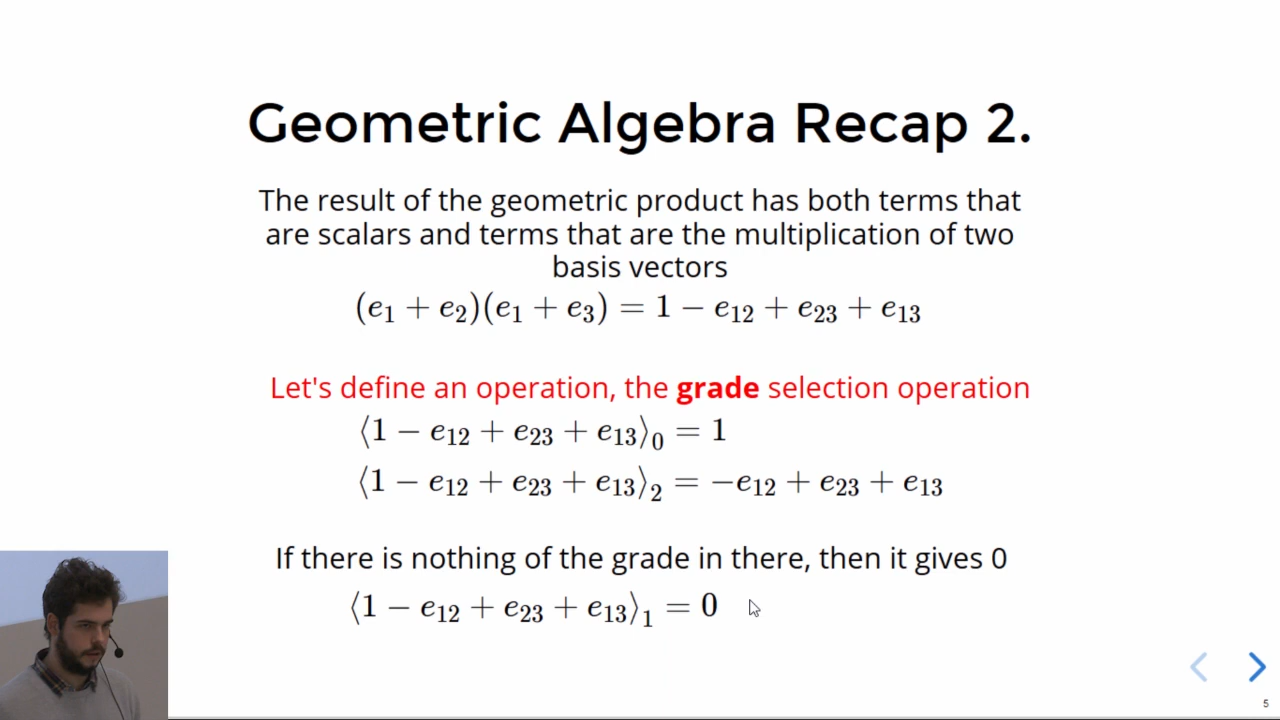 Geometric Algebra Recap 2.
The result of the geometric product has both terms that
are scalars and terms that are the multiplication of two
basis vectors
(e₁ + e₂)(e₁ + e₃) = 1 − e₁₂ + e₂₃ + e₁₃
Let's define an operation, the grade selection operation
⟨1 − e₁₂ + e₂₃ + e₁₃⟩₀ = 1
⟨1 − e₁₂ + e₂₃ + e₁₃⟩₂ = −e₁₂ + e₂₃ + e₁₃
If there is nothing of the grade in there, then it gives 0
⟨1 − e₁₂ + e₂₃ + e₁₃⟩₁ = 0
5